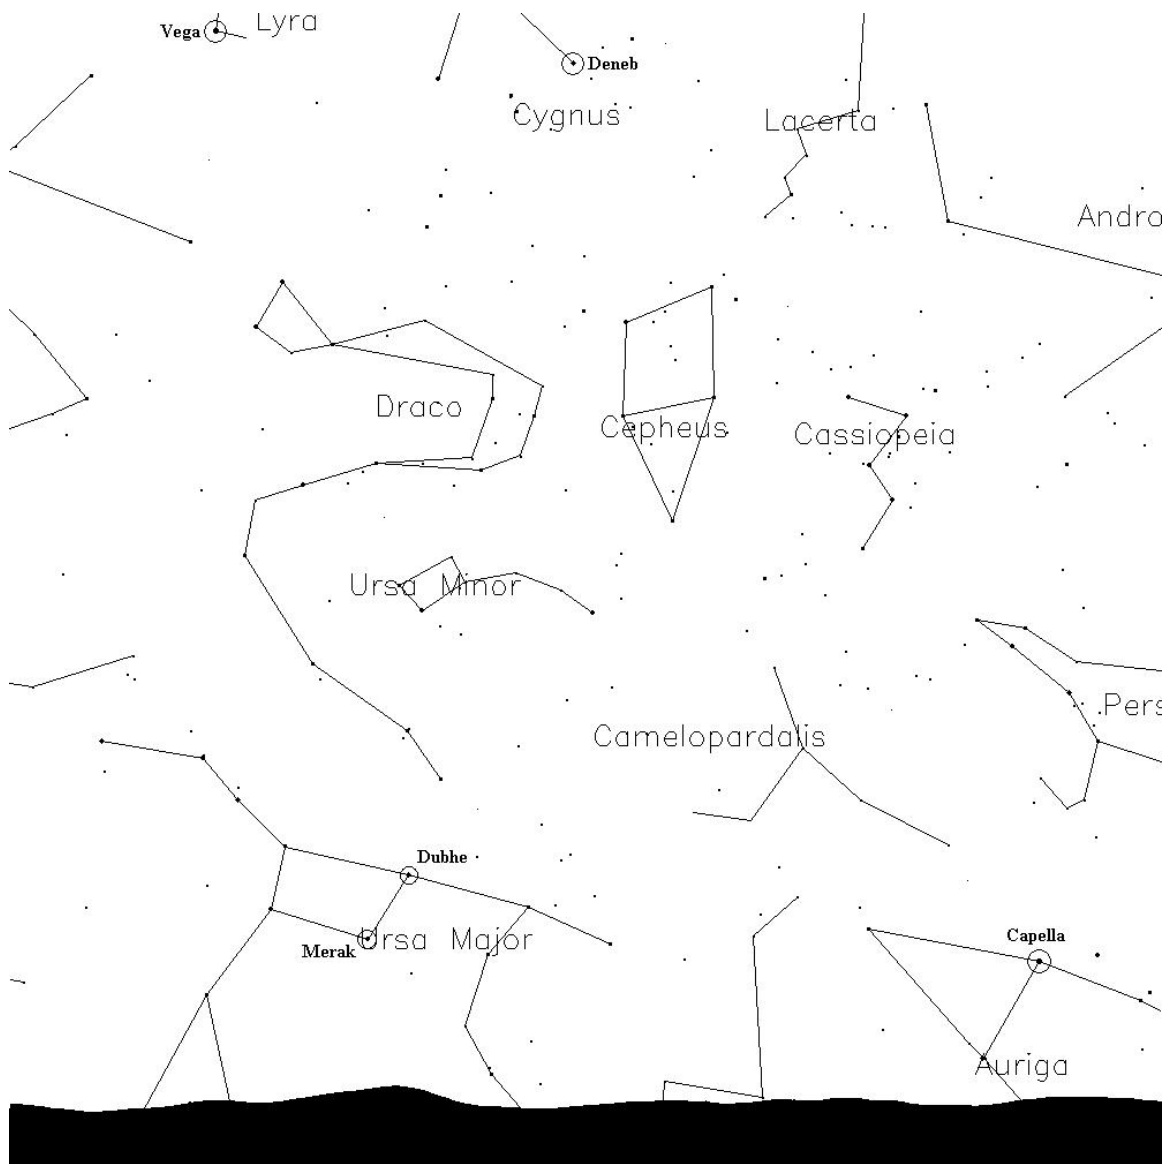 Vega
Lyra
Deneb
Cygnus
Lacerta
Andro
Draco
Cepheus
Cassiopeia
Ursa Minor
Pers
Camelopardalis
Dubhe
Ursa Major
Merak
Capella
Auriga